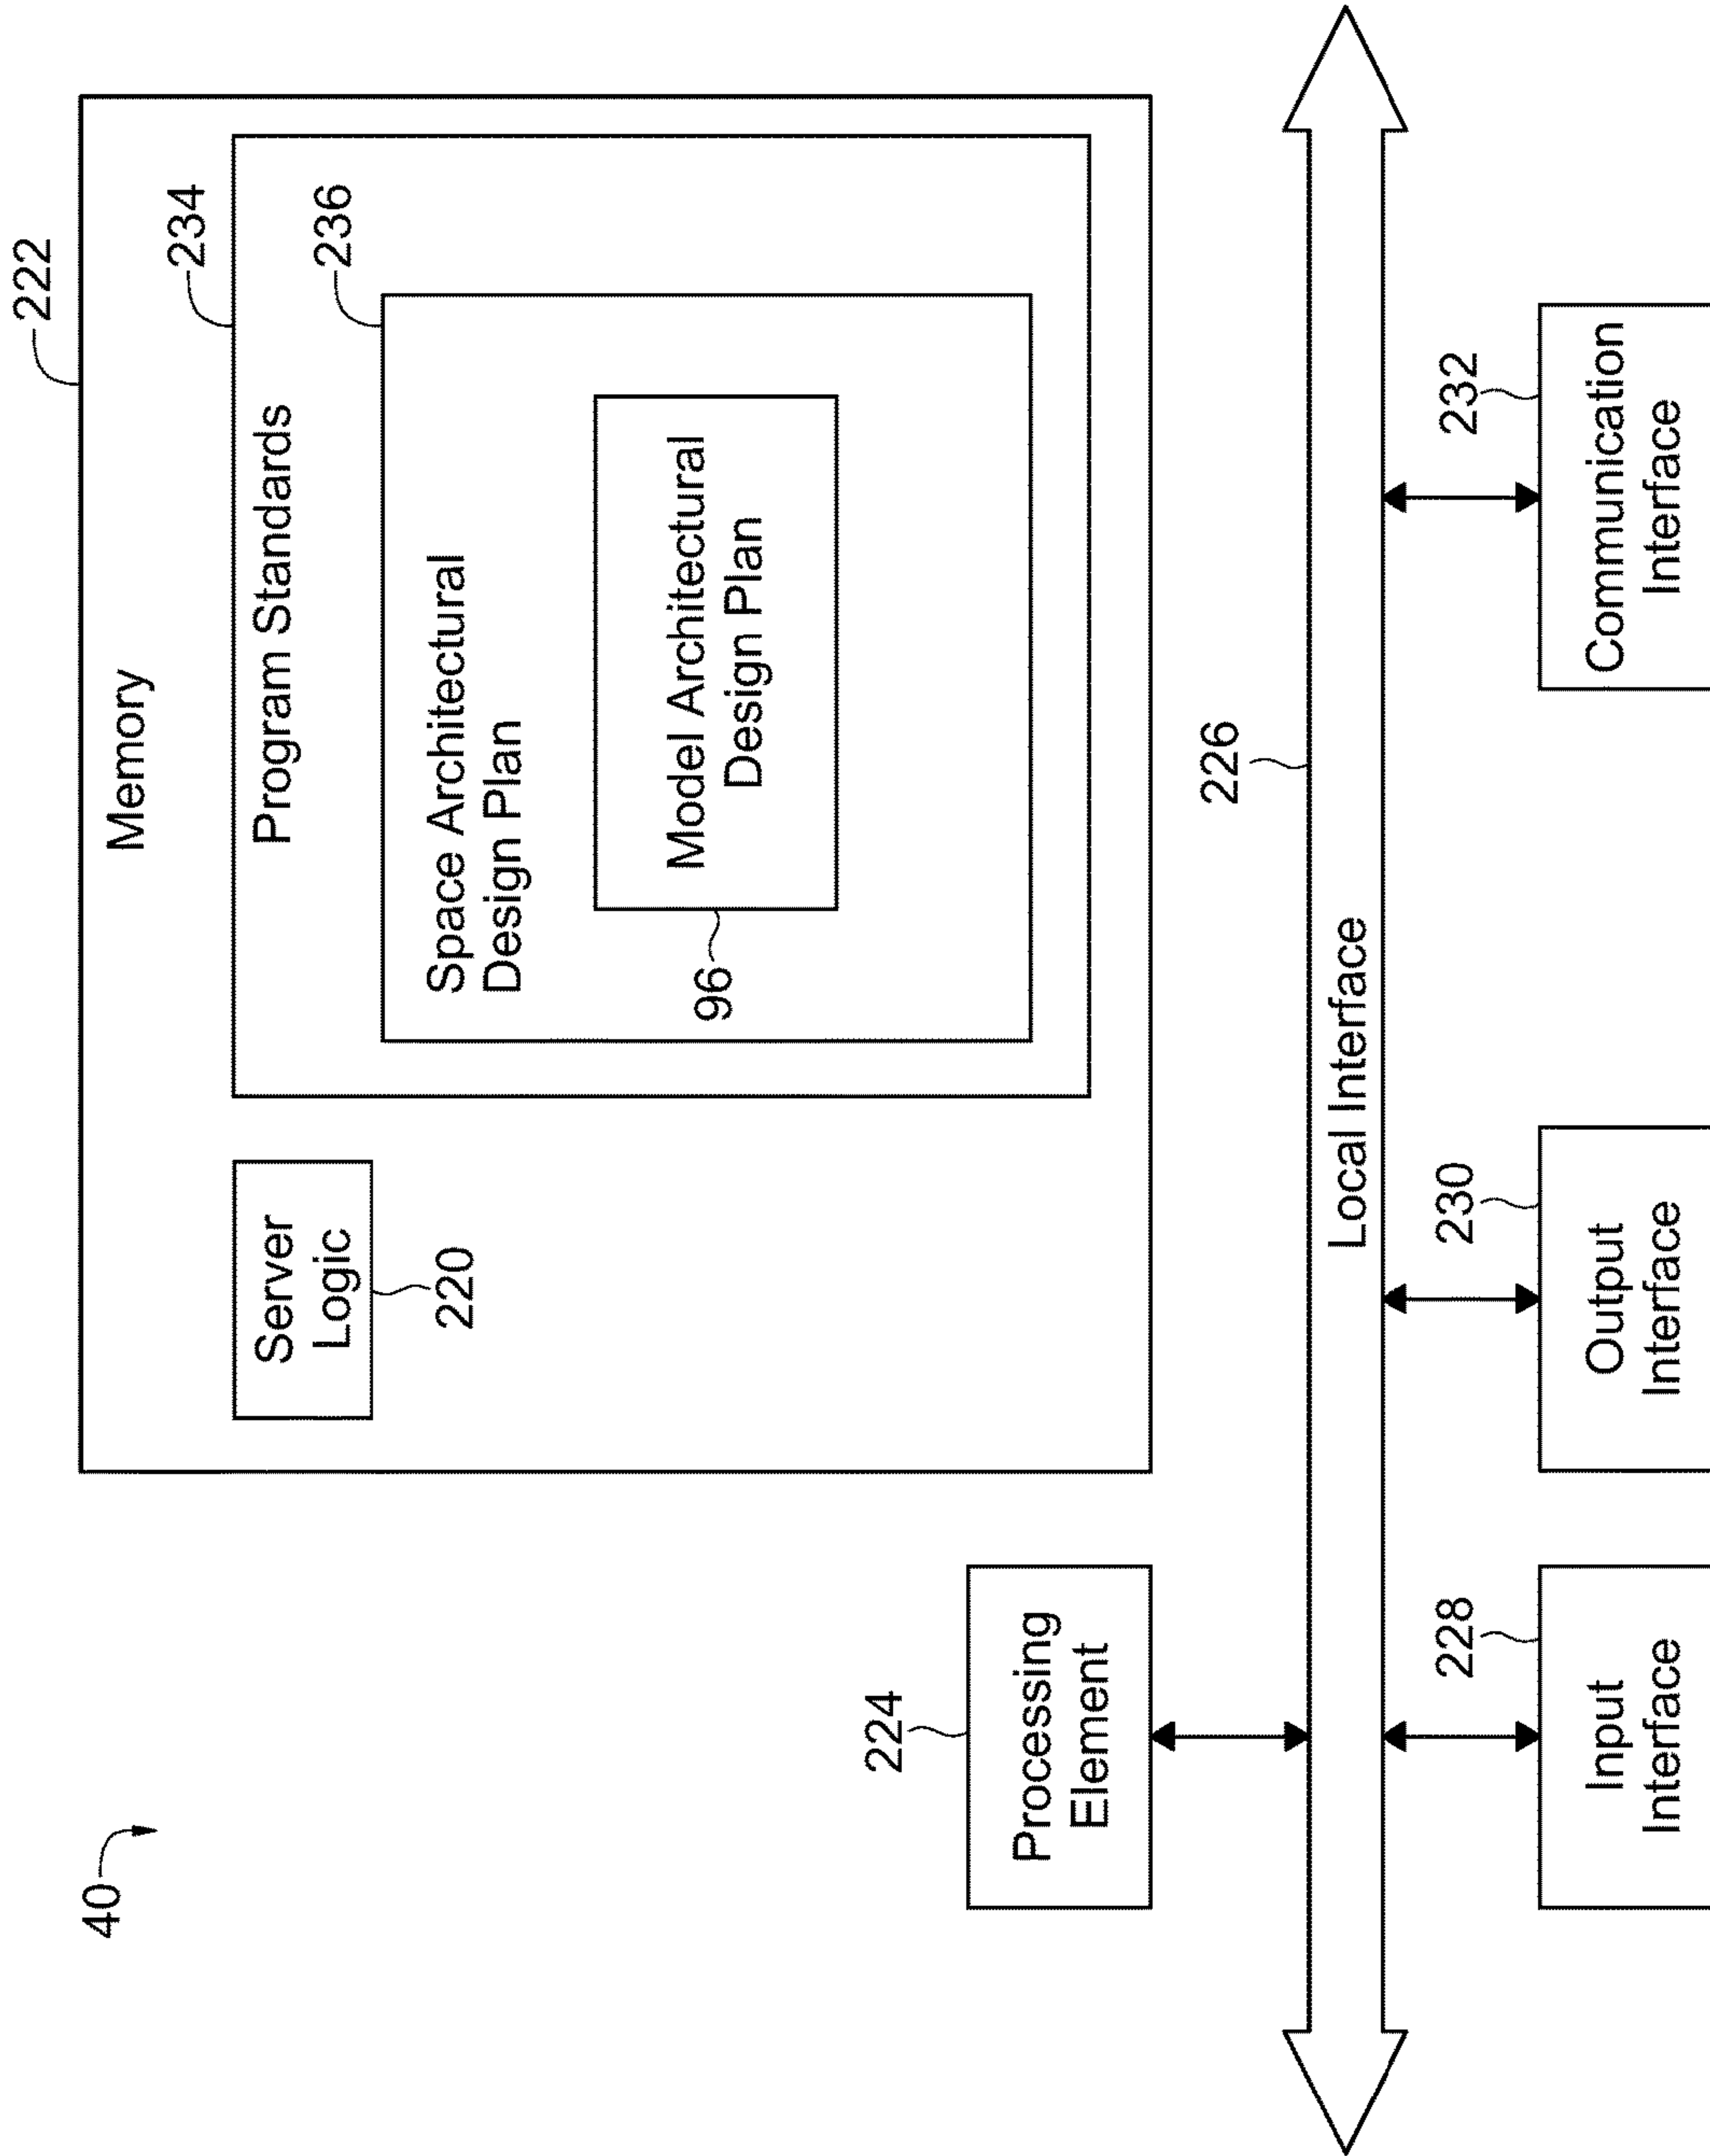 40
222
Memory
234
Program Standards
236
Space Architectural
Design Plan
Model Architectural
Design Plan
96
Server
Logic
220
224
Processing
Element
226
Local Interface
228
Input
Interface
230
Output
Interface
232
Communication
Interface